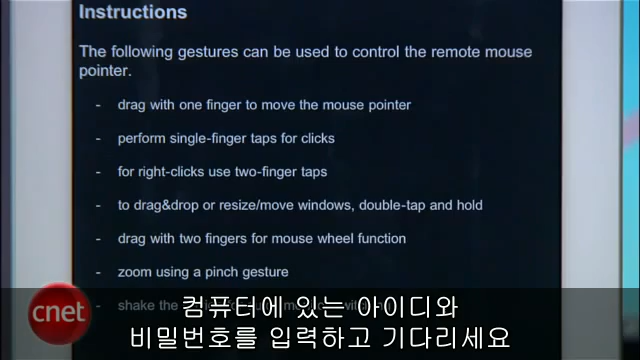 Instructions
The following gestures can be used to control the remote mouse
pointer.
- drag with one finger to move the mouse pointer
- perform single-finger taps for clicks
- for right-clicks use two-finger taps
- to drag&drop or resize/move windows, double-tap and hold
- drag with two fingers for mouse wheel function
- zoom using a pinch gesture
- shake the
cnet
컴퓨터에 있는 아이디와
비밀번호를 입력하고 기다리세요